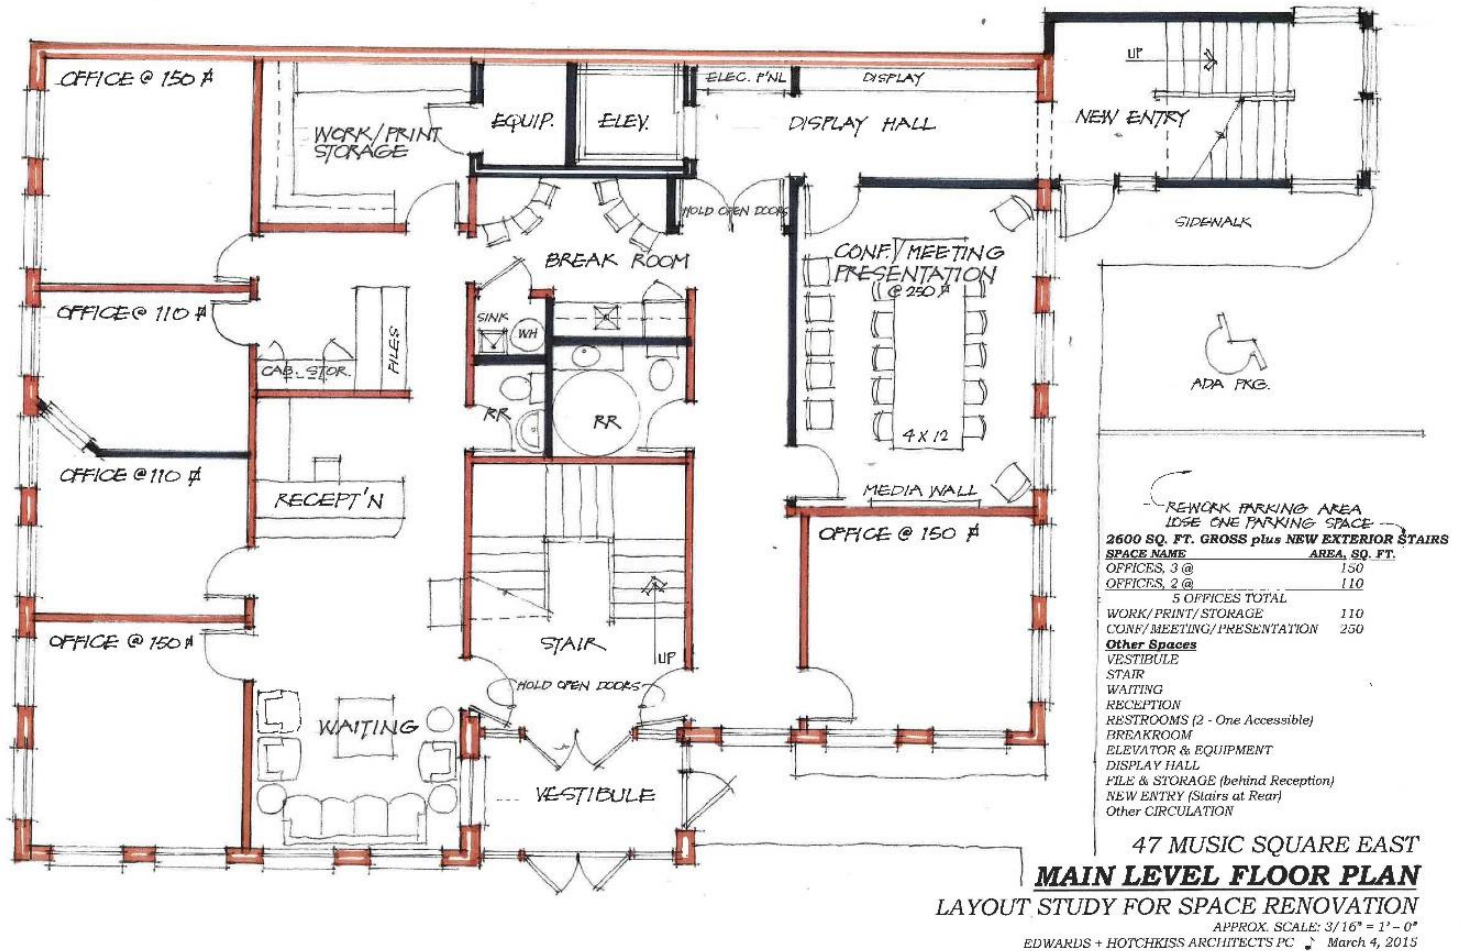 OFFICE @ 150 ⏍
WORK/PRINT
STORAGE
EQUIP.
ELEV.
ELEC. P'NL
DISPLAY
DISPLAY HALL
UP
NEW ENTRY
HOLD OPEN DOORS
SIDEWALK
BREAK ROOM
CONF./MEETING
PRESENTATION
@ 250 ⏍
OFFICE @ 110 ⏍
SINK
WH
FILES
CAB. STOR.
RR
RR
4 X 12
ADA PKG.
OFFICE @ 110 ⏍
RECEPT'N
MEDIA WALL
OFFICE @ 150 ⏍
REWORK PARKING AREA
LOSE ONE PARKING SPACE
OFFICE @ 150 ⏍
STAIR
UP
HOLD OPEN DOORS
WAITING
VESTIBULE
2600 SQ. FT. GROSS plus NEW EXTERIOR STAIRS
SPACE NAME AREA, SQ. FT.
OFFICES, 3 @ 150
OFFICES, 2 @ 110
5 OFFICES TOTAL
WORK/PRINT/STORAGE 110
CONF/MEETING/PRESENTATION 250
Other Spaces
VESTIBULE
STAIR
WAITING
RECEPTION
RESTROOMS (2 - One Accessible)
BREAKROOM
ELEVATOR & EQUIPMENT
DISPLAY HALL
FILE & STORAGE (behind Reception)
NEW ENTRY (Stairs at Rear)
Other CIRCULATION
47 MUSIC SQUARE EAST
MAIN LEVEL FLOOR PLAN
LAYOUT STUDY FOR SPACE RENOVATION
APPROX. SCALE: 3/16" = 1' - 0"
EDWARDS + HOTCHKISS ARCHITECTS PC ♪ March 4, 2015